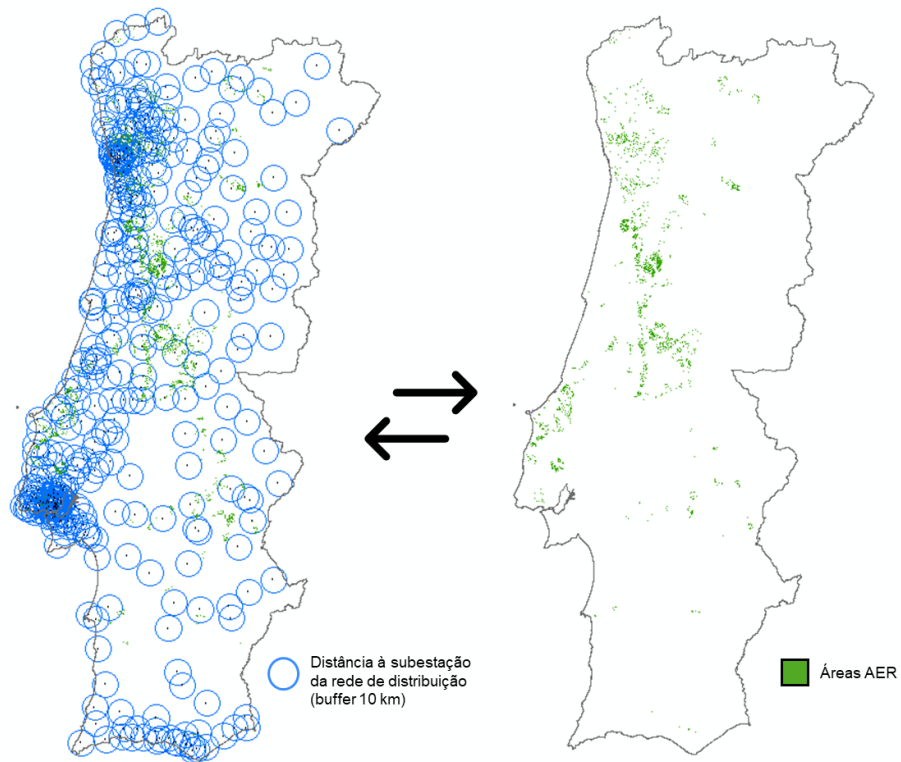 Distância à subestação
da rede de distribuição
(buffer 10 km)
Áreas AER